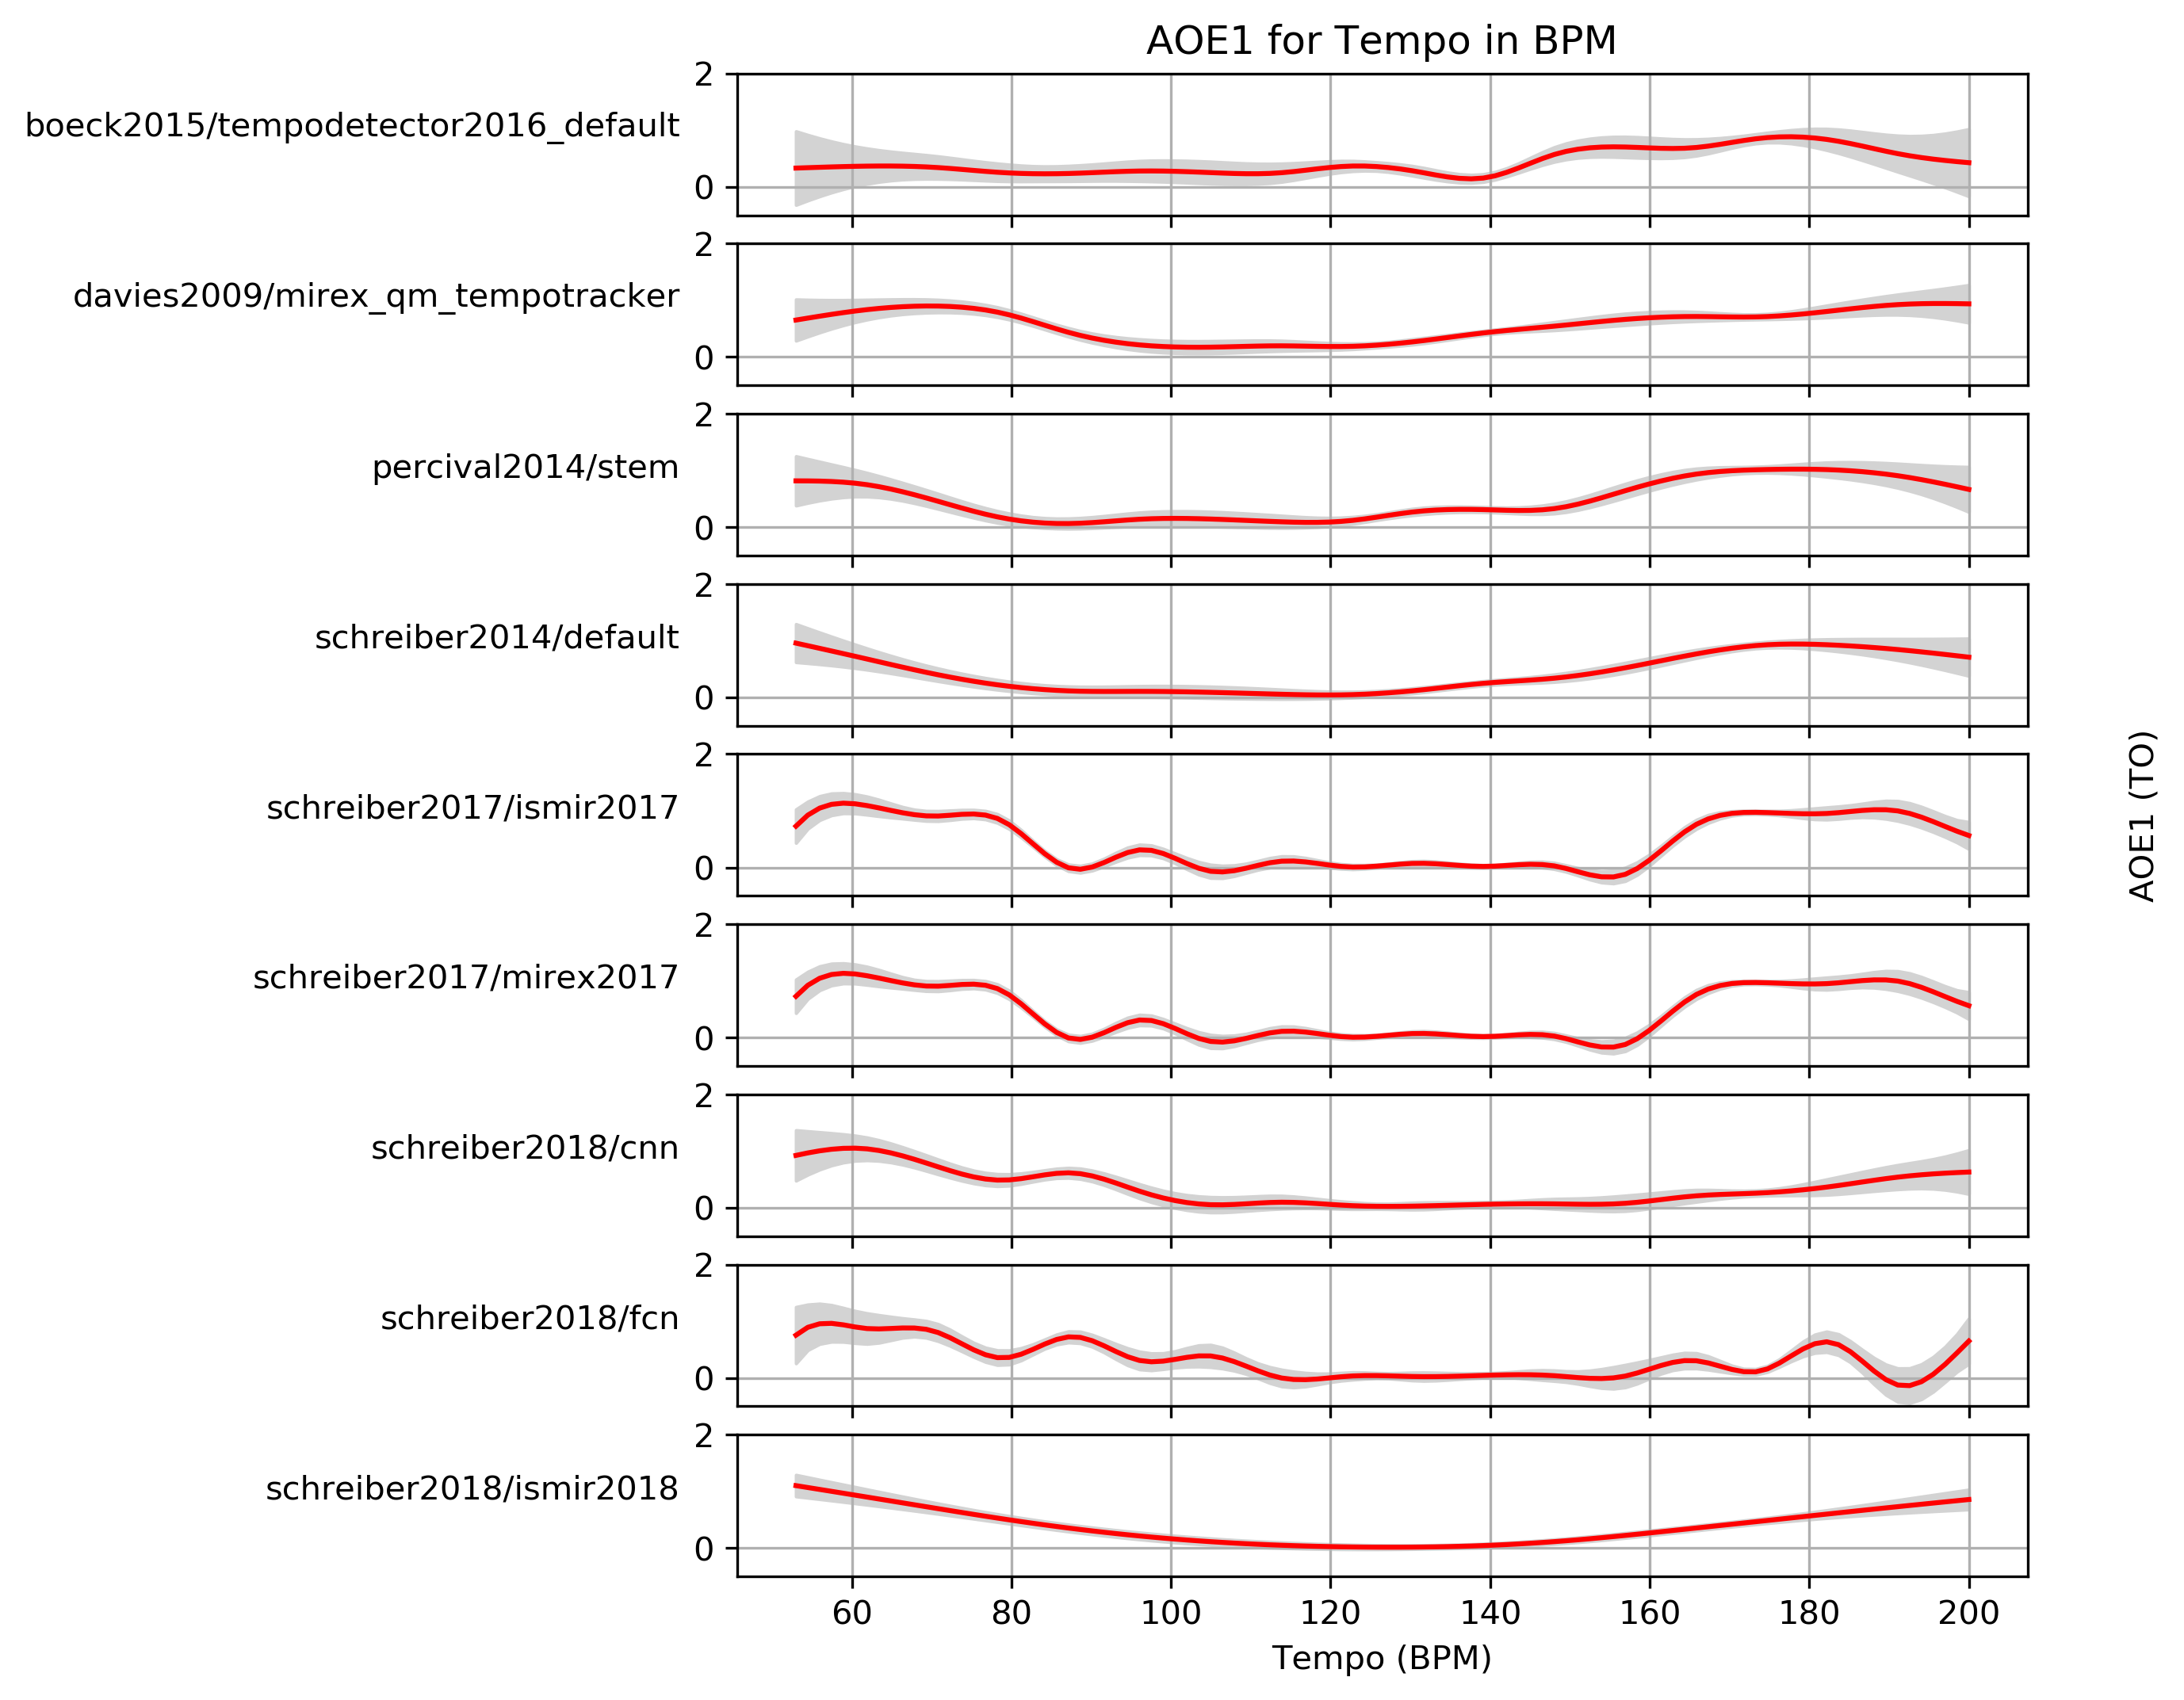 AOE1 for Tempo in BPM
2
boeck2015/tempodetector2016_default
0
2
davies2009/mirex_qm_tempotracker
0
2
percival2014/stem
0
2
schreiber2014/default
0
2
schreiber2017/ismir2017
0
2
schreiber2017/mirex2017
0
2
schreiber2018/cnn
0
2
schreiber2018/fcn
0
2
schreiber2018/ismir2018
0
60 80 100 120 140 160 180 200
Tempo (BPM)
AOE1 (TO)